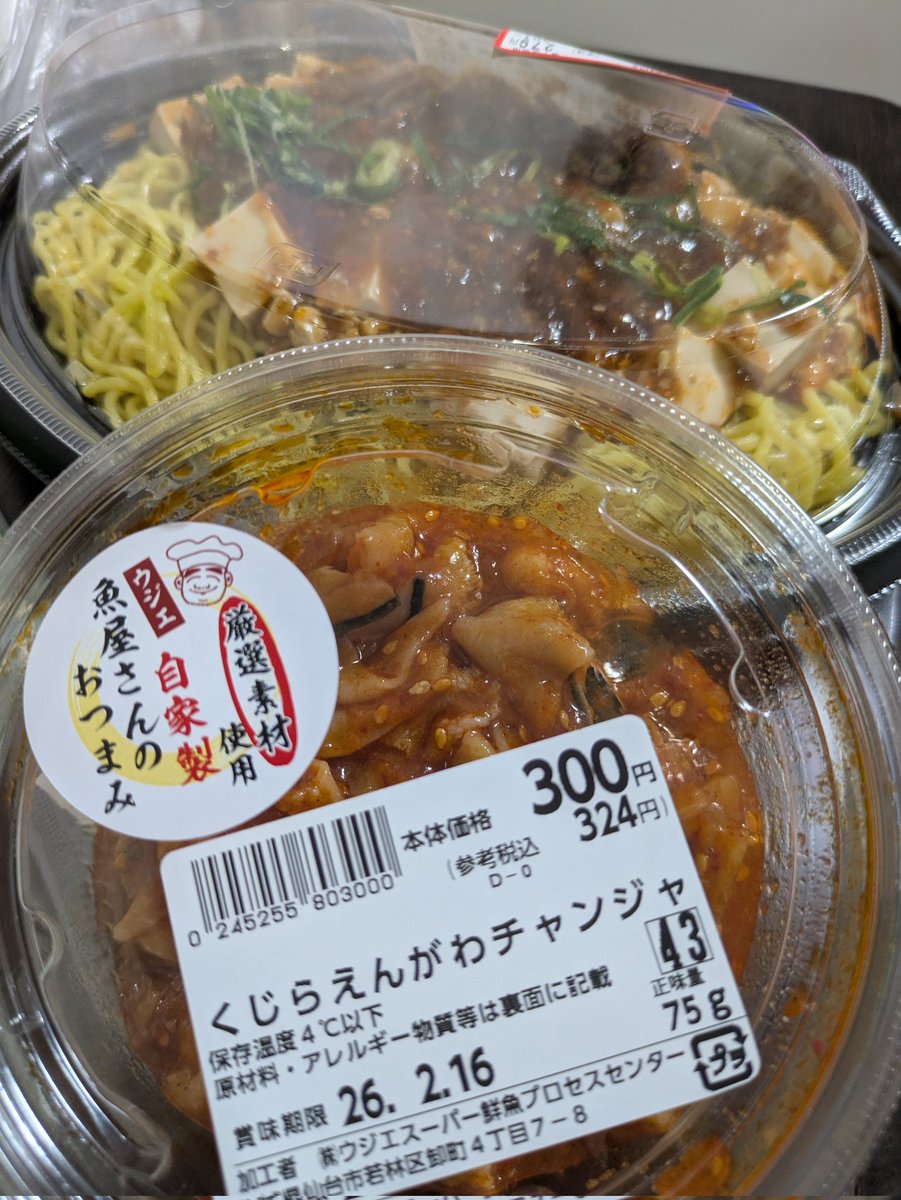 270
厳選素材
使用
ウジエ
自家製
魚屋さんの
おつまみ
本体価格 300円
(参考税込 324円)
D-0
0 245255 803000
くじらえんがわチャンジャ
43
保存温度4℃以下
正味量
原材料・アレルギー物質等は裏面に記載
75g
プラ
賞味期限 26. 2.16
加工者 ㈱ウジエスーパー鮮魚プロセスセンター
仙台市若林区卸町4丁目7-8